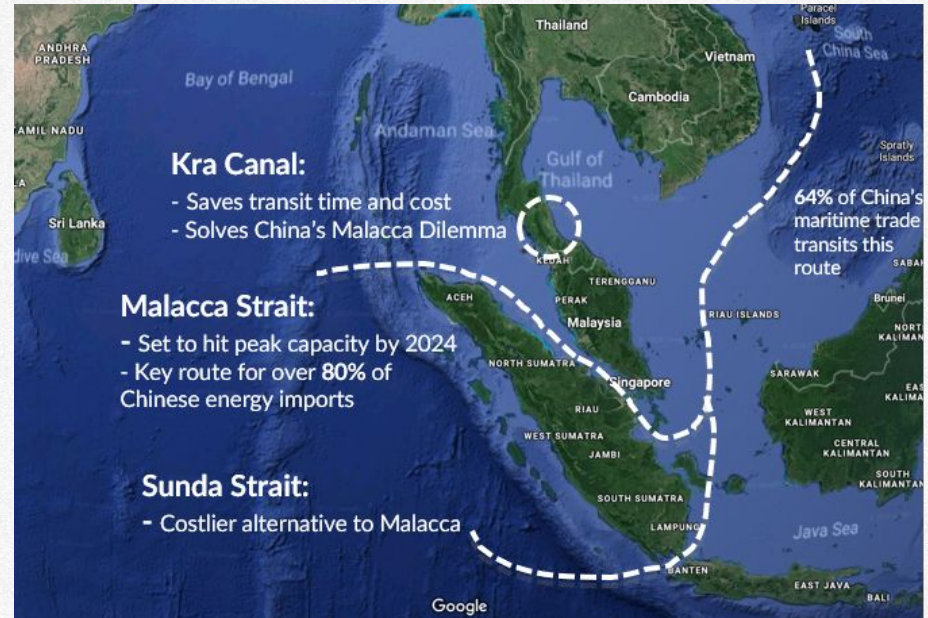 Paracel
Islands
South
China Sea
Thailand
Vietnam
Cambodia
ANDHRA
PRADESH
Bay of Bengal
Andaman Sea
Gulf of
Thailand
TAMIL NADU
Spratly
Islands
LA
Kra Canal:
- Saves transit time and cost
- Solves China's Malacca Dilemma
Sri Lanka
dive Sea
64% of China's
maritime trade
transits this
route
KEDAH
TERENGGANU
PERAK
Malaysia
SABA
Brunei
ACEH
RIAU ISLANDS
NORT
KALIMAN
Malacca Strait:
- Set to hit peak capacity by 2024
- Key route for over 80% of
Chinese energy imports
NORTH SUMATRA
Singapore
SARAWAK
EAS
KALIMA
RIAU
WEST
KALIMANTAN
WEST SUMATRA
JAMBI
CENTRAL
KALIMANTAN
SOUTH
KALIMANTAN
Sunda Strait:
- Costlier alternative to Malacca
SOUTH SUMATRA
LAMPUNG
Java Sea
BANTEN
EAST JAVA
BALI
Google